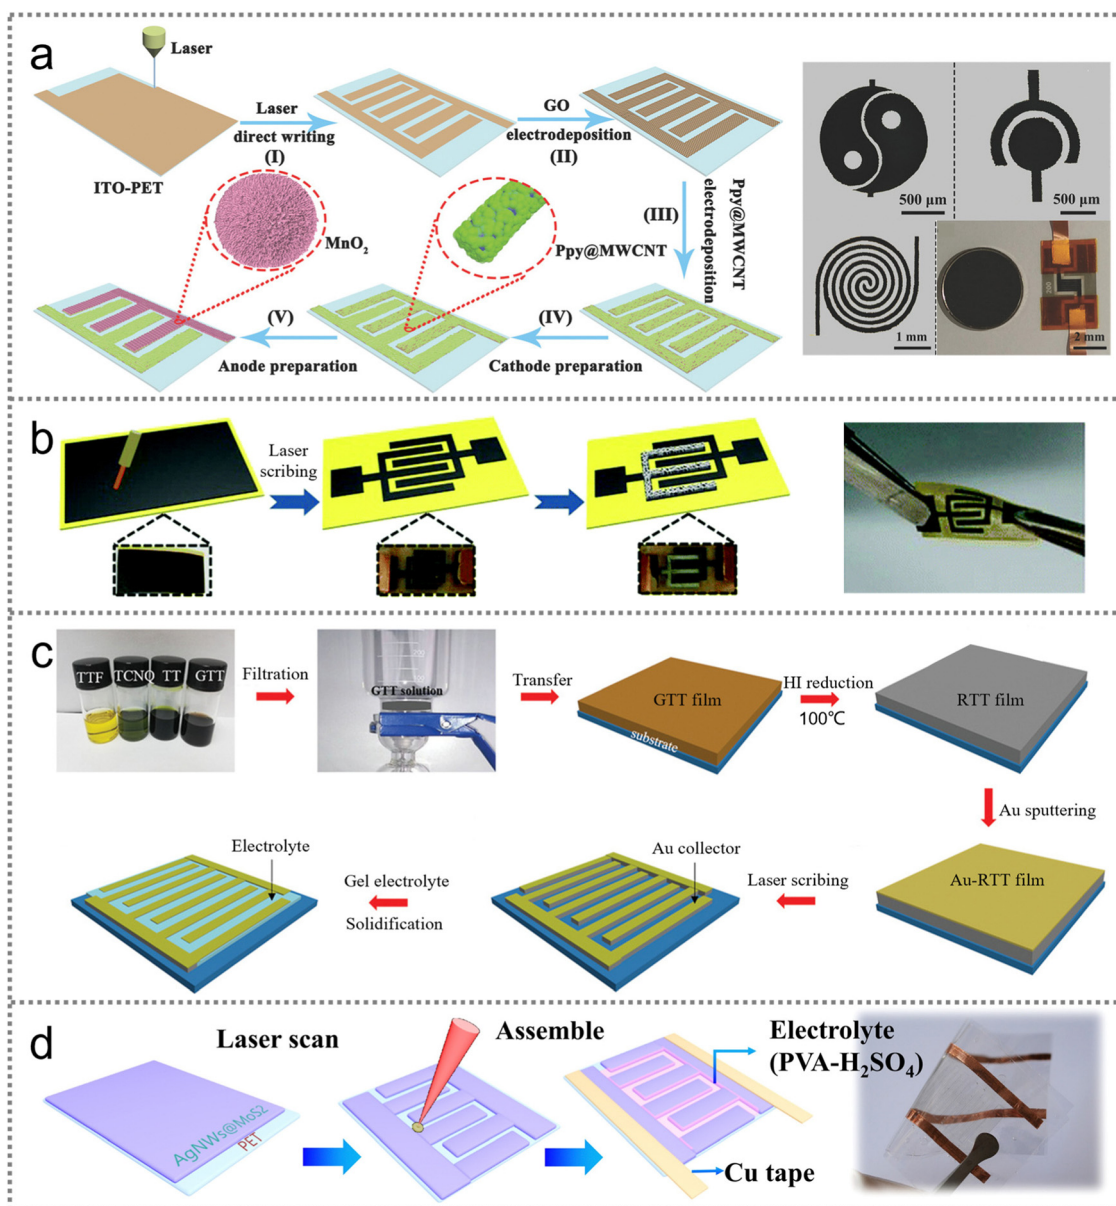 a
Laser
Laser
direct writing
(I)
GO
electrodeposition
(II)
ITO-PET
MnO₂
Ppy@MWCNT
(III)
Ppy@MWCNT
electrodeposition
(V)
(IV)
Anode preparation
Cathode preparation
500 μm
500 μm
1 mm
2 mm
b
Laser
scribing
c
TTF
TCNQ
TT
GTT
Filtration
GTT solution
Transfer
GTT film
substrate
HI reduction
100℃
RTT film
Au sputtering
Electrolyte
Au collector
Gel electrolyte
Solidification
Laser scribing
Au-RTT film
d
Laser scan
Assemble
Electrolyte
(PVA-H₂SO₄)
AgNWs@MoS2
PET
Cu tape